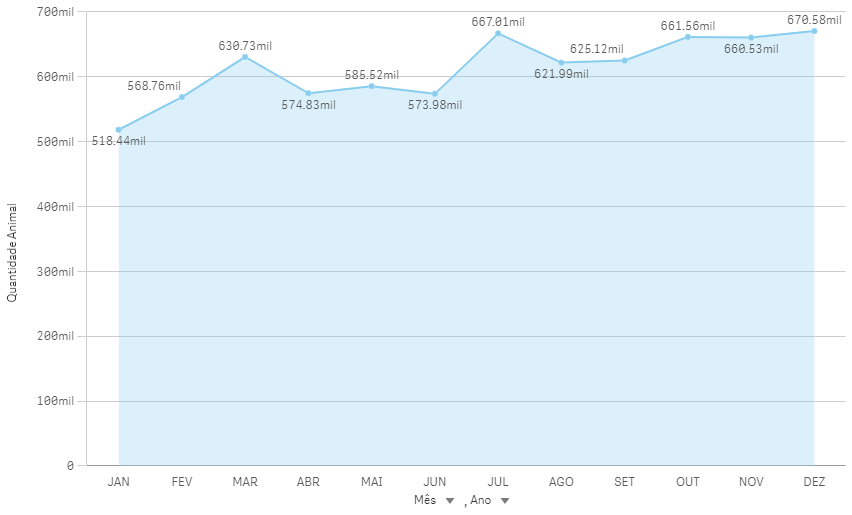 700mil
600mil
500mil
400mil
300mil
200mil
100mil
0
Quantidade Animal
518.44mil
568.76mil
630.73mil
574.83mil
585.52mil
573.98mil
667.01mil
621.99mil
625.12mil
661.56mil
660.53mil
670.58mil
JAN FEV MAR ABR MAI JUN JUL AGO SET OUT NOV DEZ
Mês , Ano